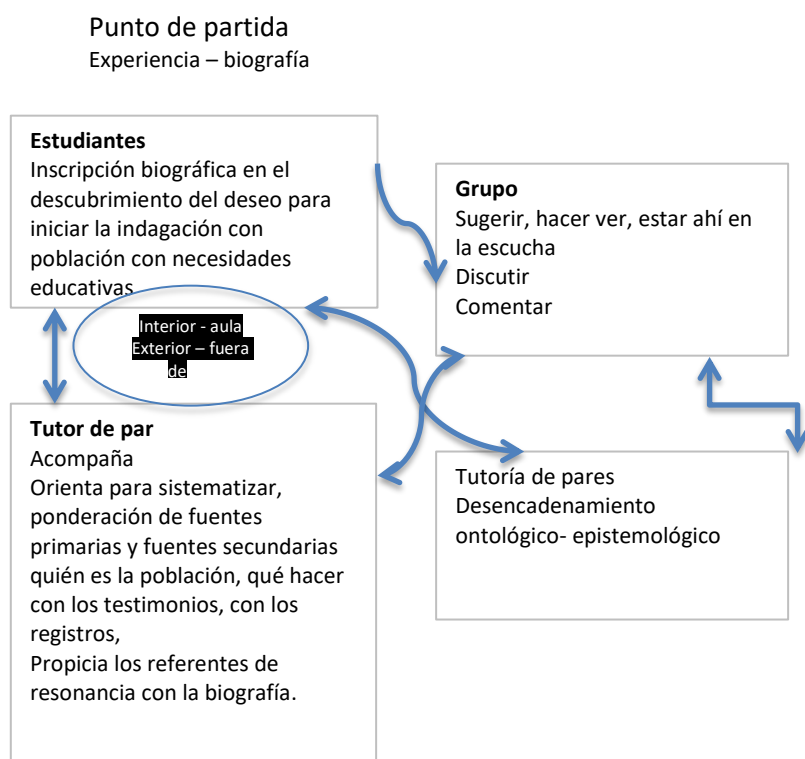 Punto de partida
Experiencia – biografía
Estudiantes
Inscripción biográfica en el
descubrimiento del deseo para
iniciar la indagación con
población con necesidades
educativas
Grupo
Sugerir, hacer ver, estar ahí en
la escucha
Discutir
Comentar
Interior - aula
Exterior – fuera
de
Tutor de par
Acompaña
Orienta para sistematizar,
ponderación de fuentes
primarias y fuentes secundarias
quién es la población, qué hacer
con los testimonios, con los
registros,
Propicia los referentes de
resonancia con la biografía.
Tutoría de pares
Desencadenamiento
ontológico- epistemológico